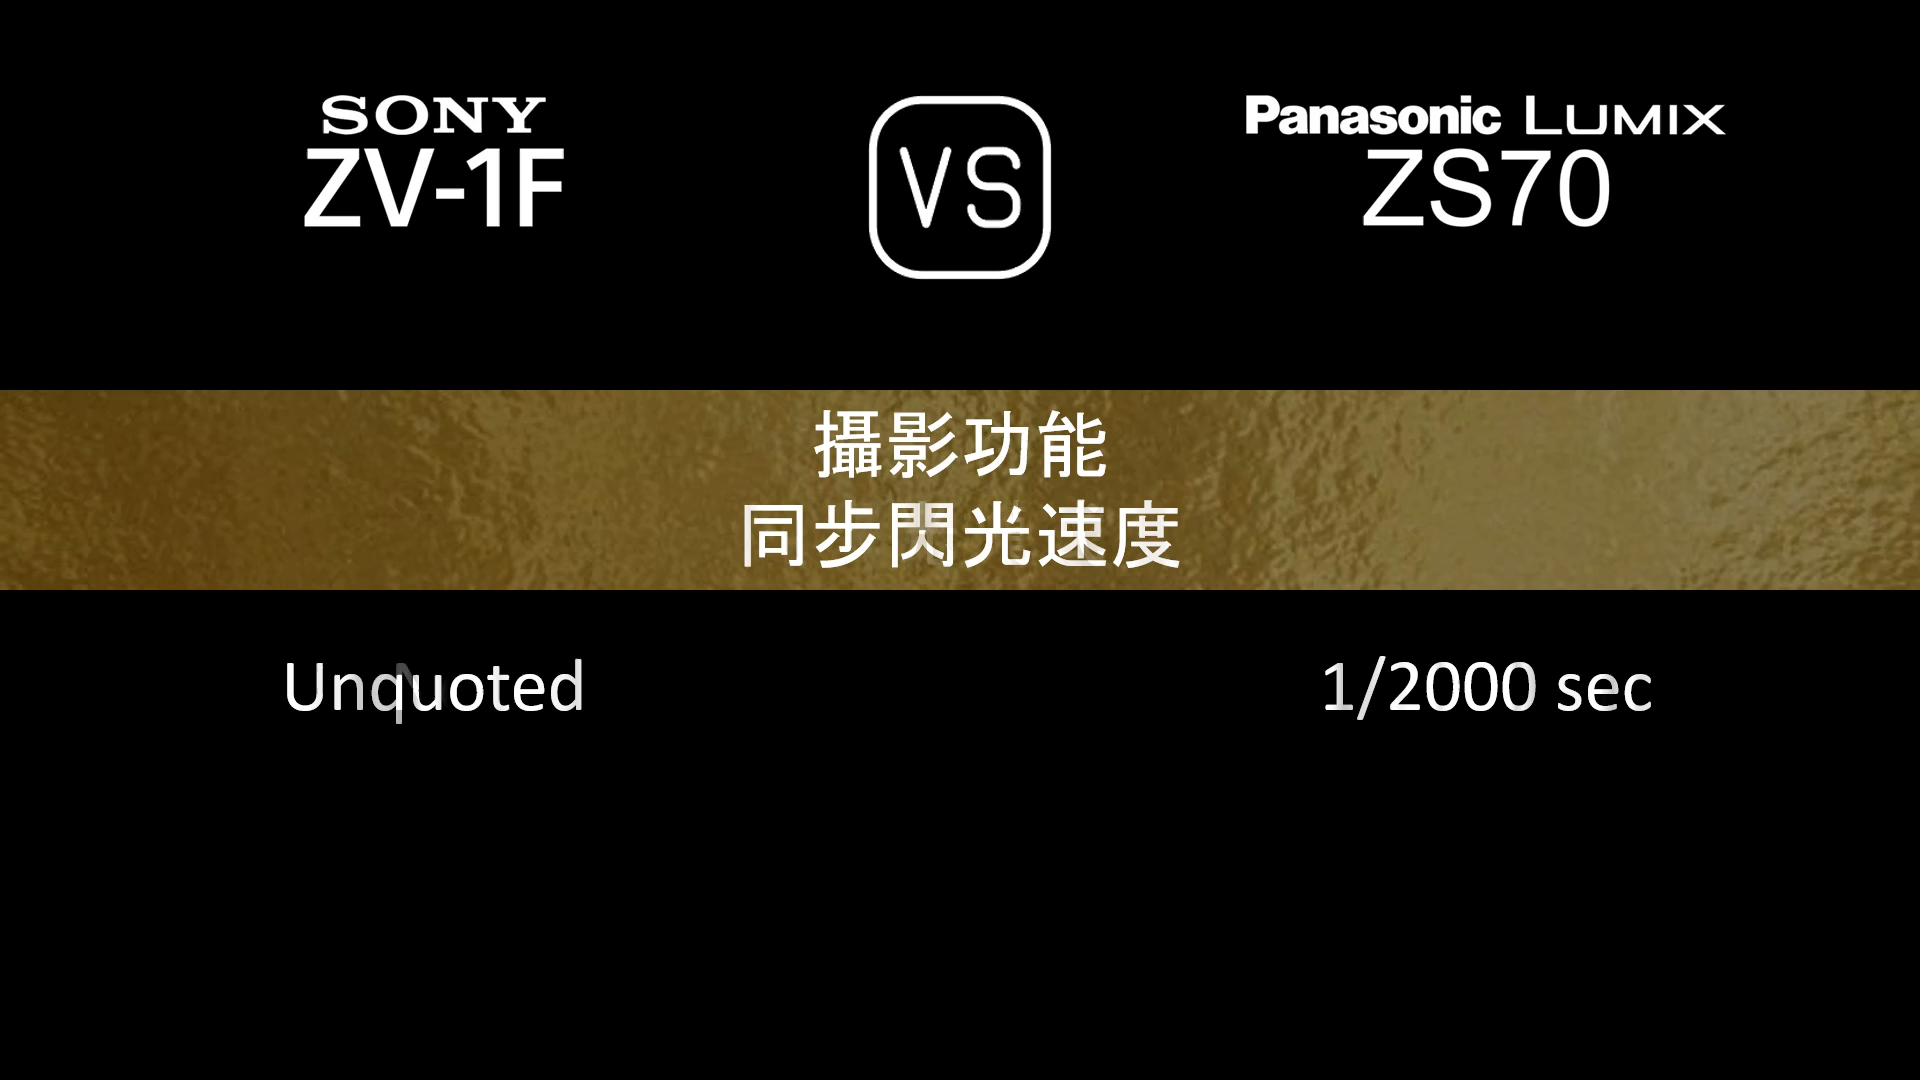 SONY
ZV-1F
VS
Panasonic LUMIX
ZS70
攝影功能
同步閃光速度
Unquoted
1/2000 sec